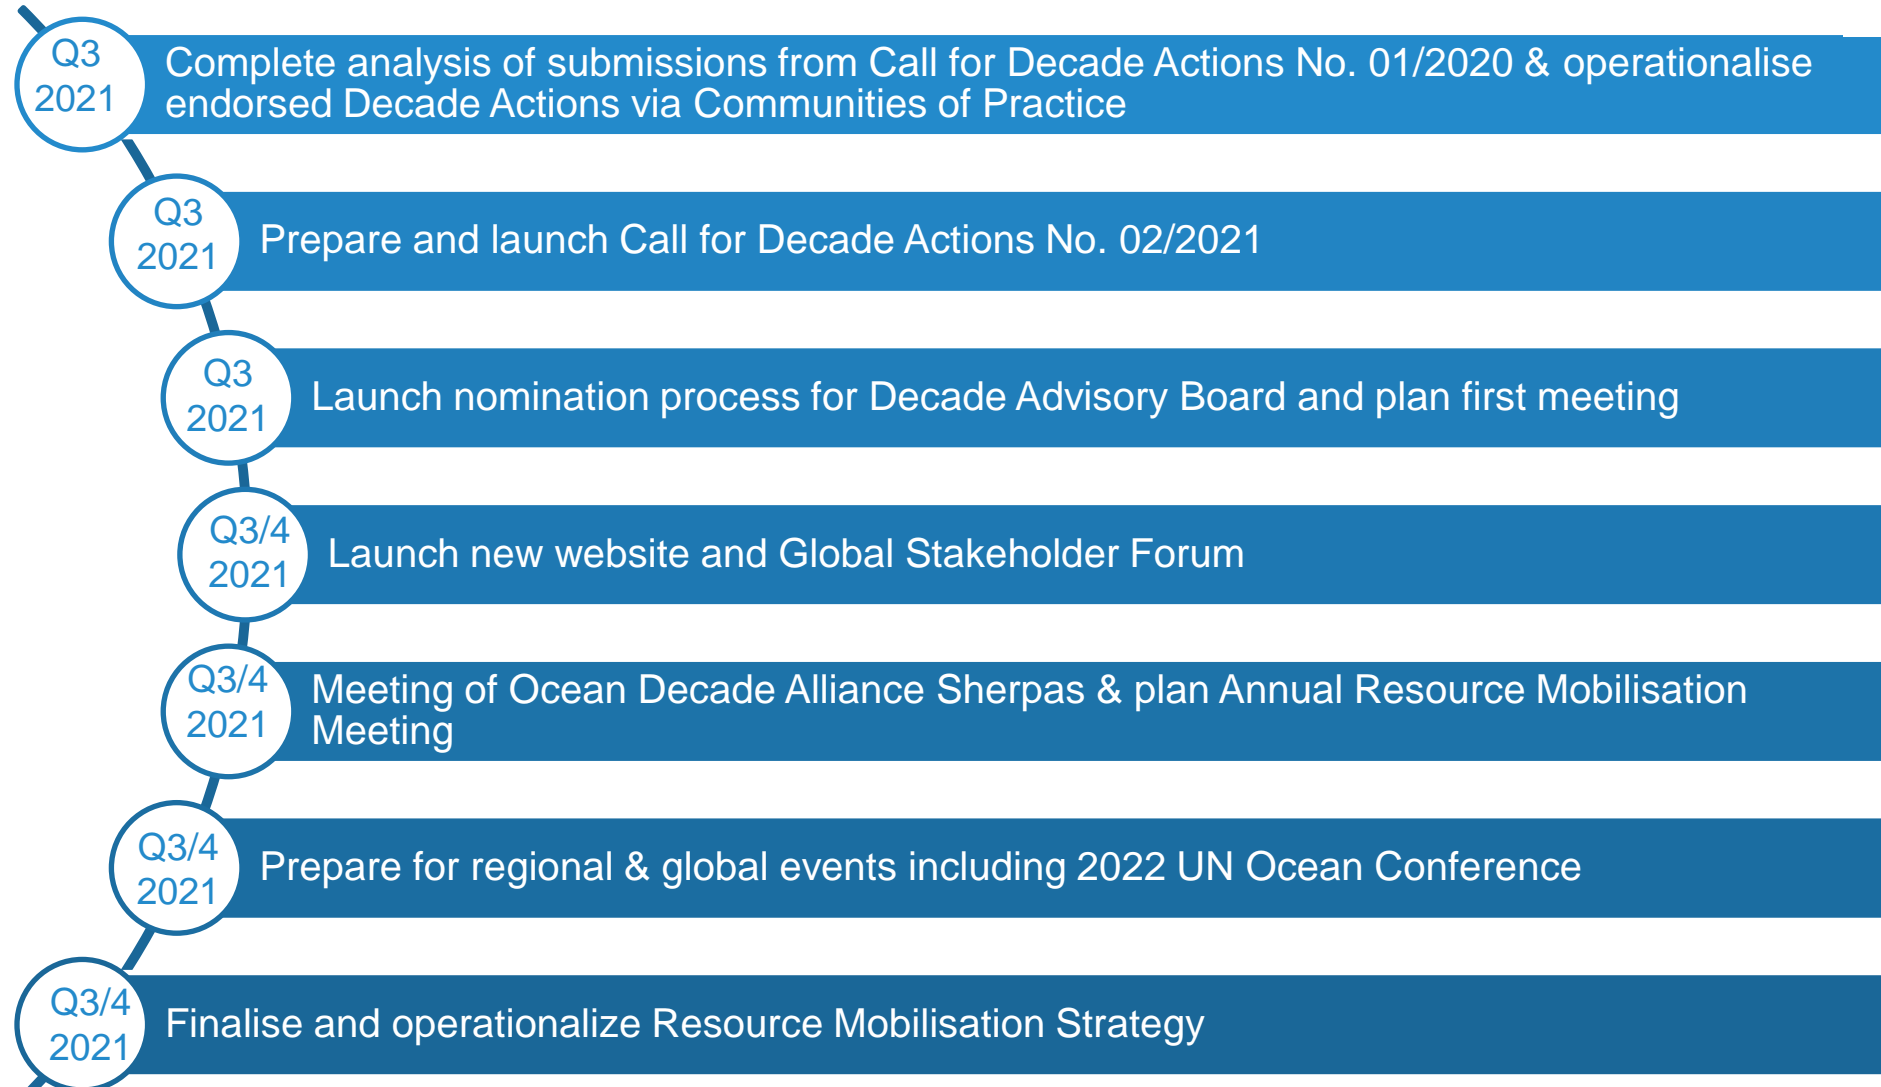 Q3
2021
Complete analysis of submissions from Call for Decade Actions No. 01/2020 & operationalise
endorsed Decade Actions via Communities of Practice
Q3
2021
Prepare and launch Call for Decade Actions No. 02/2021
Q3
2021
Launch nomination process for Decade Advisory Board and plan first meeting
Q3/4
2021
Launch new website and Global Stakeholder Forum
Q3/4
2021
Meeting of Ocean Decade Alliance Sherpas & plan Annual Resource Mobilisation
Meeting
Q3/4
2021
Prepare for regional & global events including 2022 UN Ocean Conference
Q3/4
2021
Finalise and operationalize Resource Mobilisation Strategy